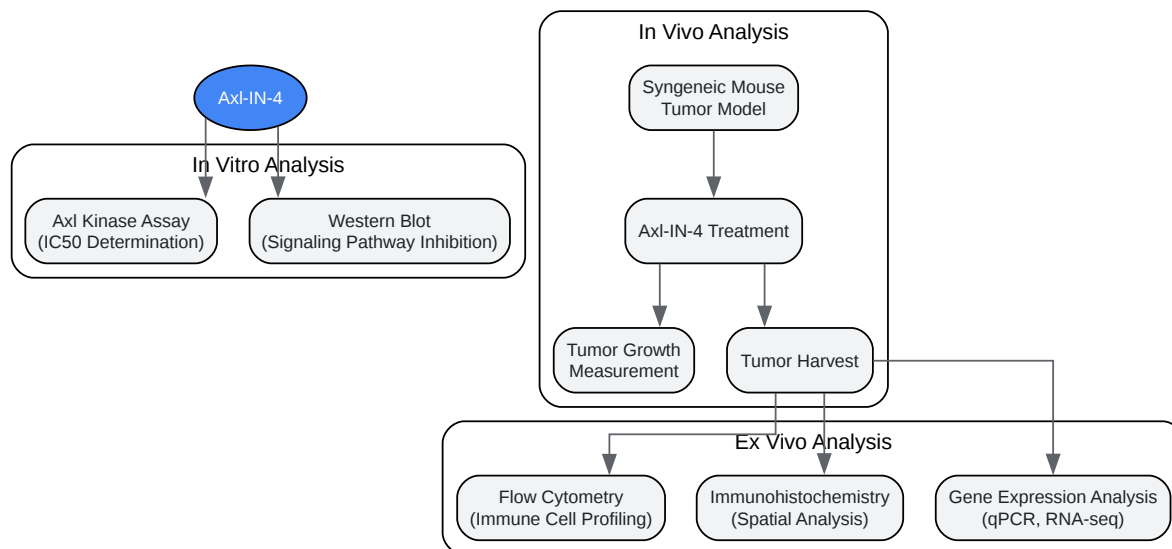 Axl-IN-4
In Vitro Analysis
Axl Kinase Assay
(IC50 Determination)
Western Blot
(Signaling Pathway Inhibition)
In Vivo Analysis
Syngeneic Mouse
Tumor Model
Axl-IN-4 Treatment
Tumor Growth
Measurement
Tumor Harvest
Ex Vivo Analysis
Flow Cytometry
(Immune Cell Profiling)
Immunohistochemistry
(Spatial Analysis)
Gene Expression Analysis
(qPCR, RNA-seq)